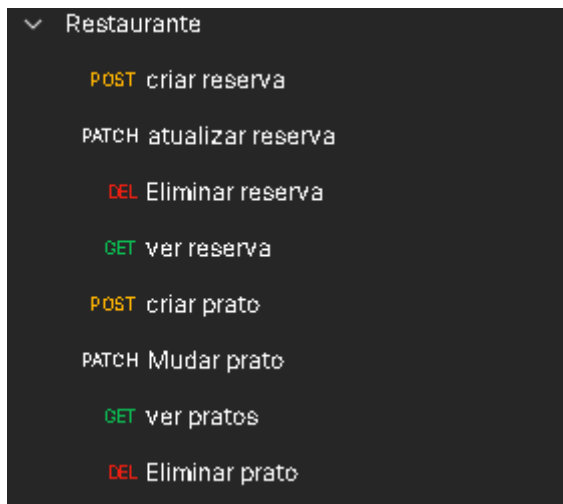 Restaurante
POST criar reserva
PATCH atualizar reserva
DEL Eliminar reserva
GET ver reserva
POST criar prato
PATCH Mudar prato
GET ver pratos
DEL Eliminar prato